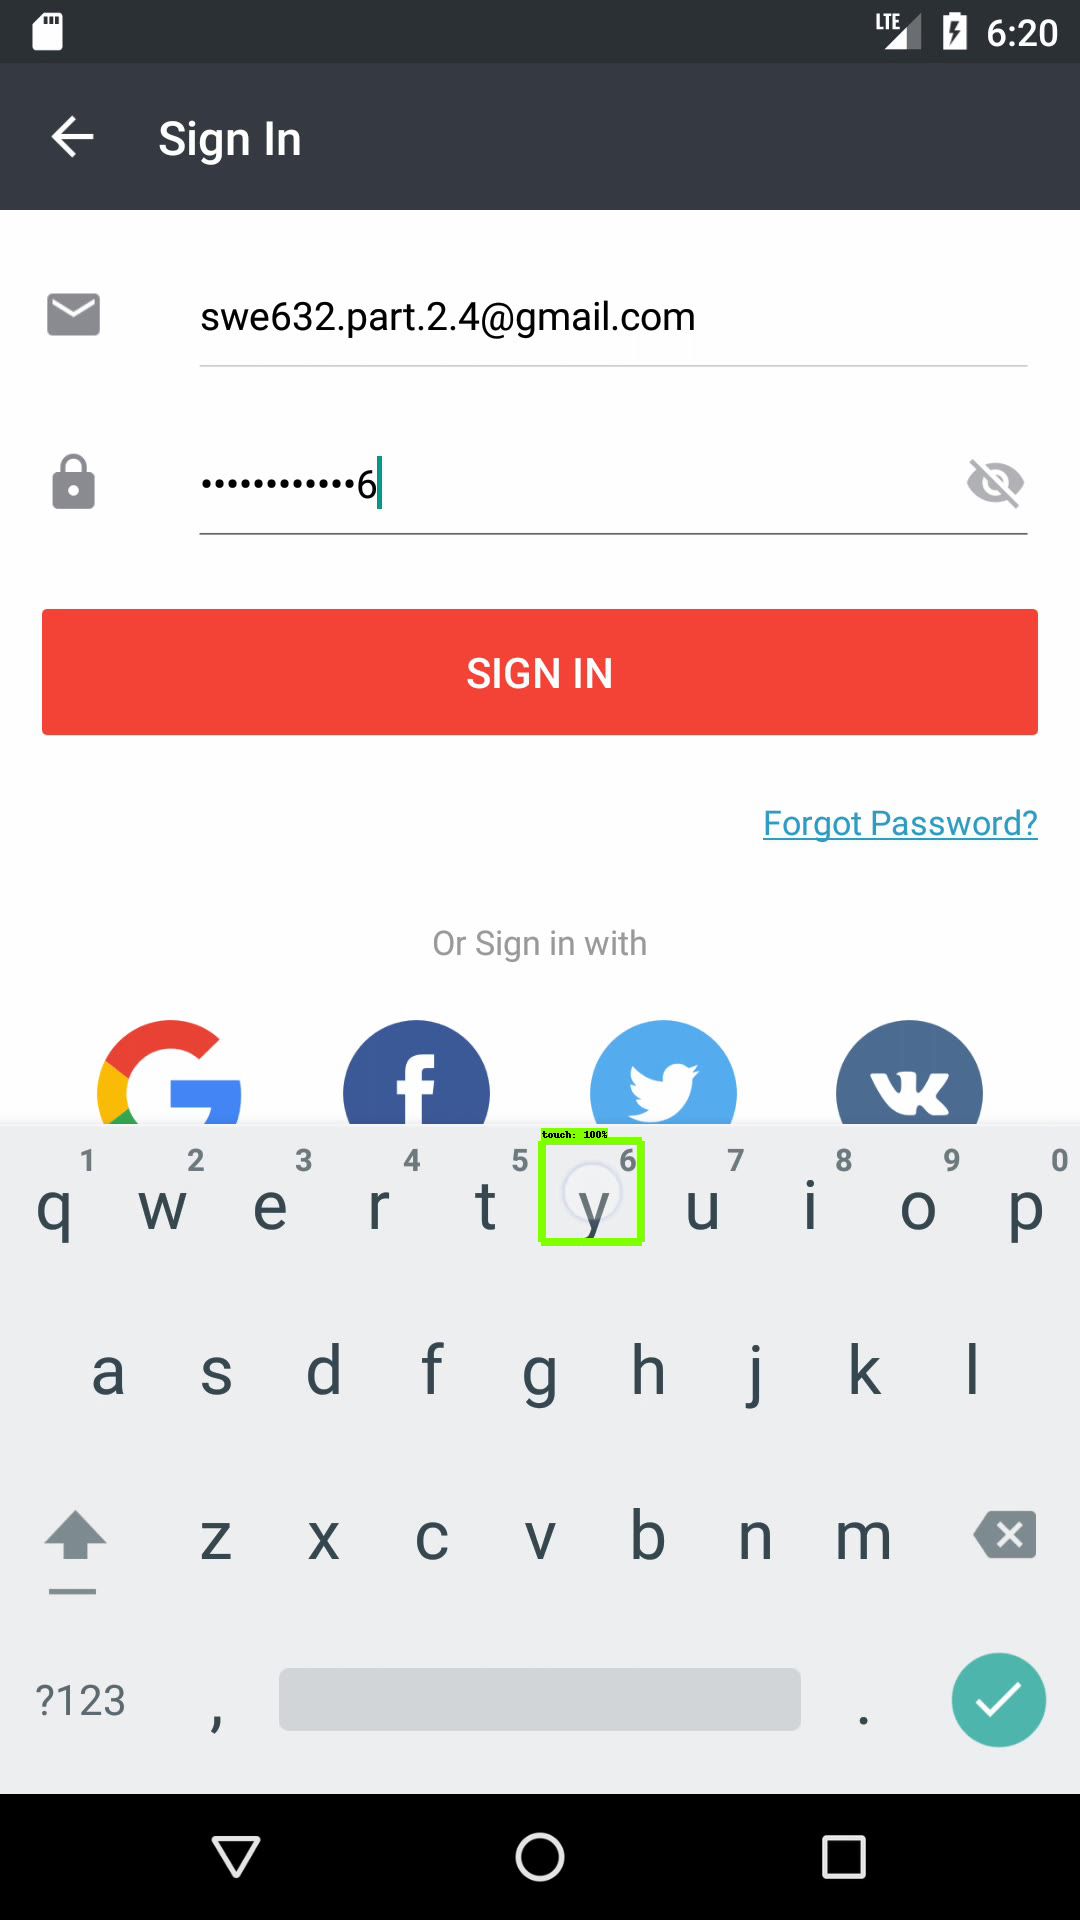 LTE 6:20
Sign In
swe632.part.2.4@gmail.com
••••••••••••6
SIGN IN
Forgot Password?
Or Sign in with
touch: 100%
1 2 3 4 5 6 7 8 9 0
q w e r t y u i o p
a s d f g h j k l
z x c v b n m
?123 , .